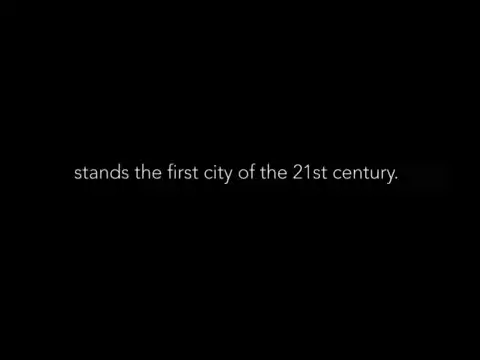 stands the first city of the 21st century.